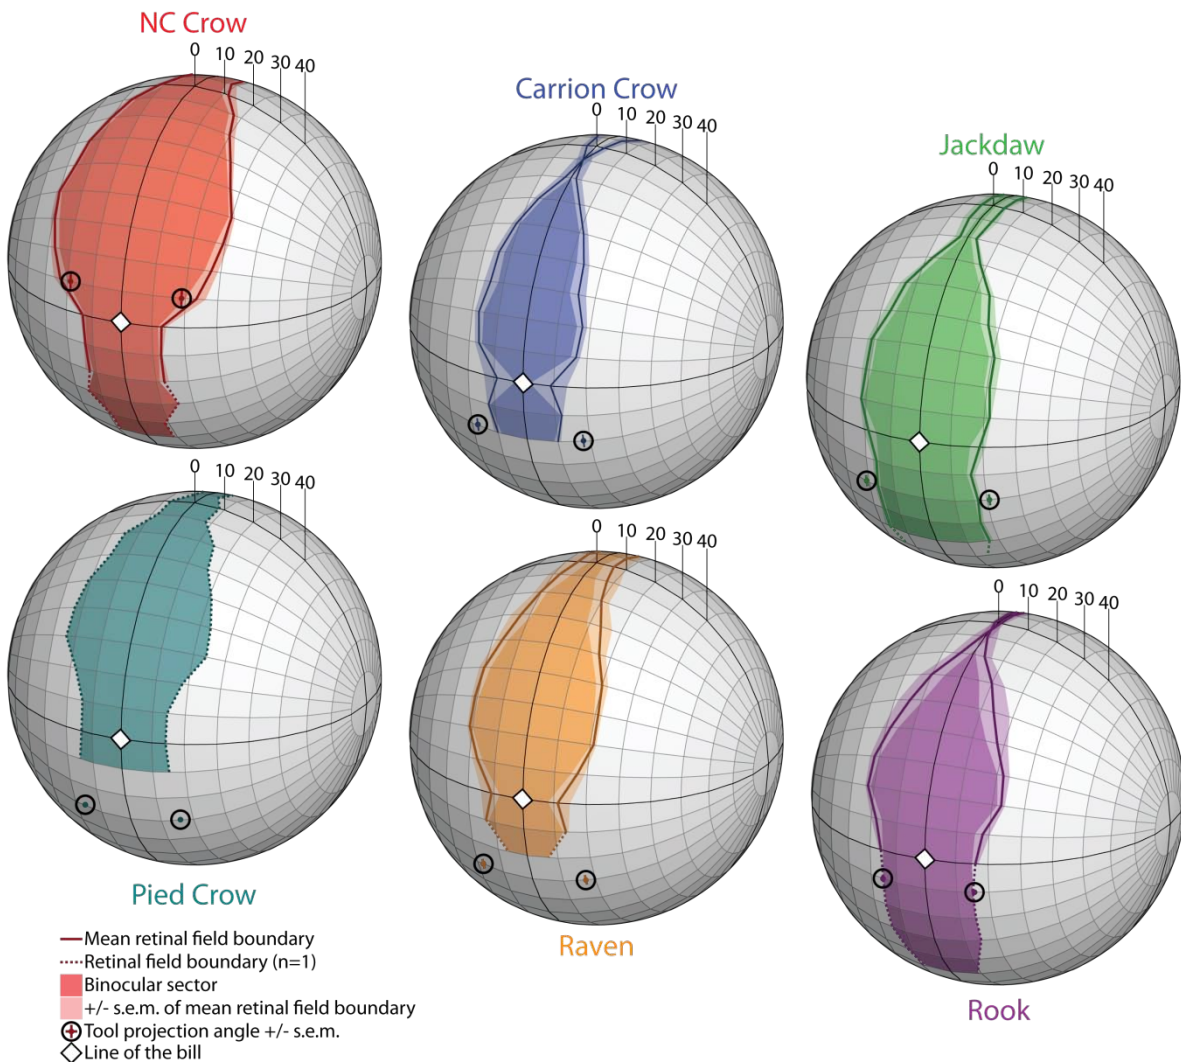 NC Crow
0 10 20 30 40
Carrion Crow
0 10 20 30 40
Jackdaw
0 10 20 30 40
0 10 20 30 40
Pied Crow
0 10 20 30 40
Raven
0 10 20 30 40
Rook
Mean retinal field boundary
Retinal field boundary (n=1)
Binocular sector
+/- s.e.m. of mean retinal field boundary
Tool projection angle +/- s.e.m.
Line of the bill